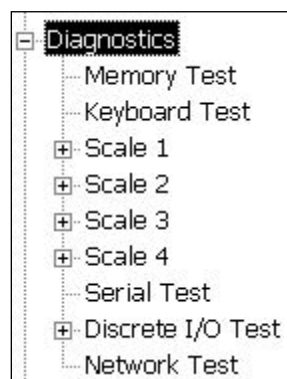 Diagnostics
Memory Test
Keyboard Test
Scale 1
Scale 2
Scale 3
Scale 4
Serial Test
Discrete I/O Test
Network Test